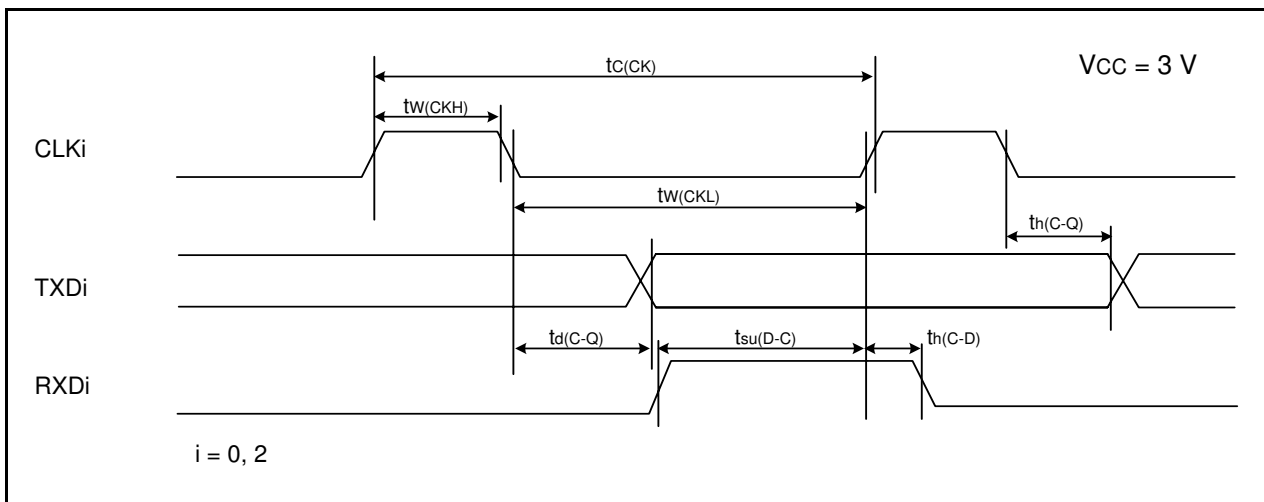 tC(CK)
VCC = 3 V
tW(CKH)
CLKi
tW(CKL)
th(C-Q)
TXDi
td(C-Q)
tsu(D-C)
th(C-D)
RXDi
i = 0, 2